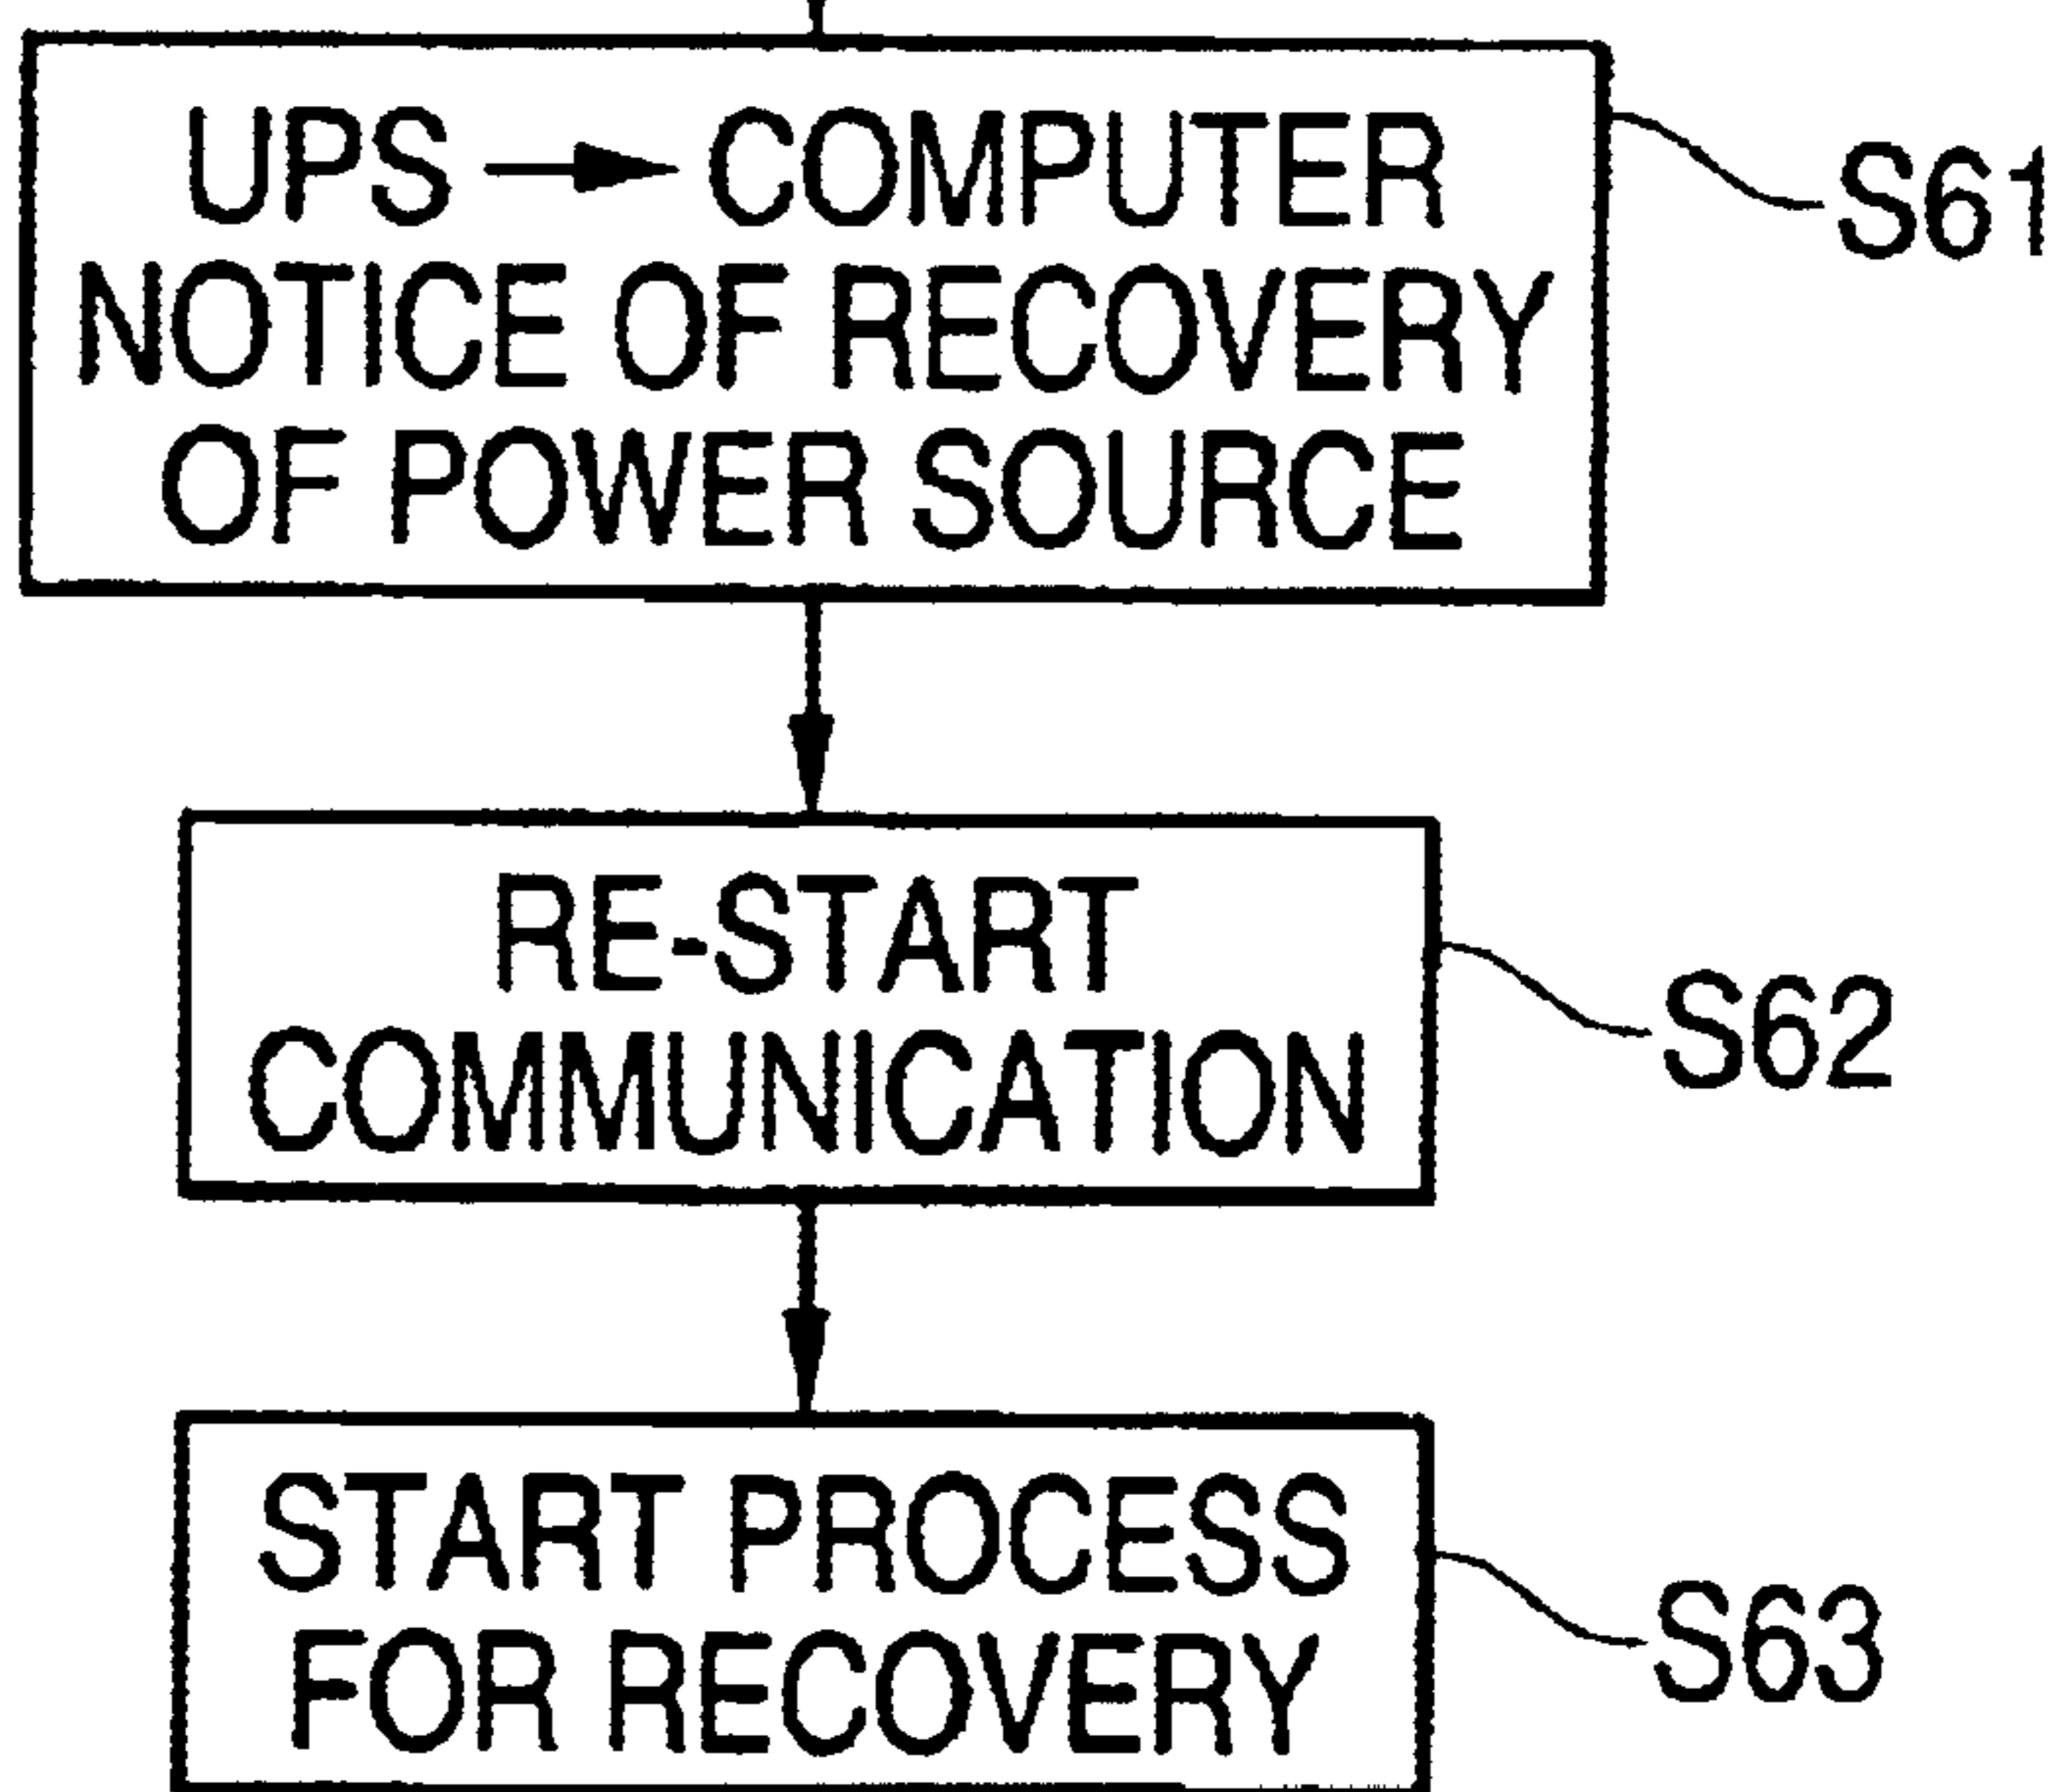 UPS → COMPUTER
NOTICE OF RECOVERY
OF POWER SOURCE
S61
RE-START
COMMUNICATION
S62
START PROCESS
FOR RECOVERY
S63